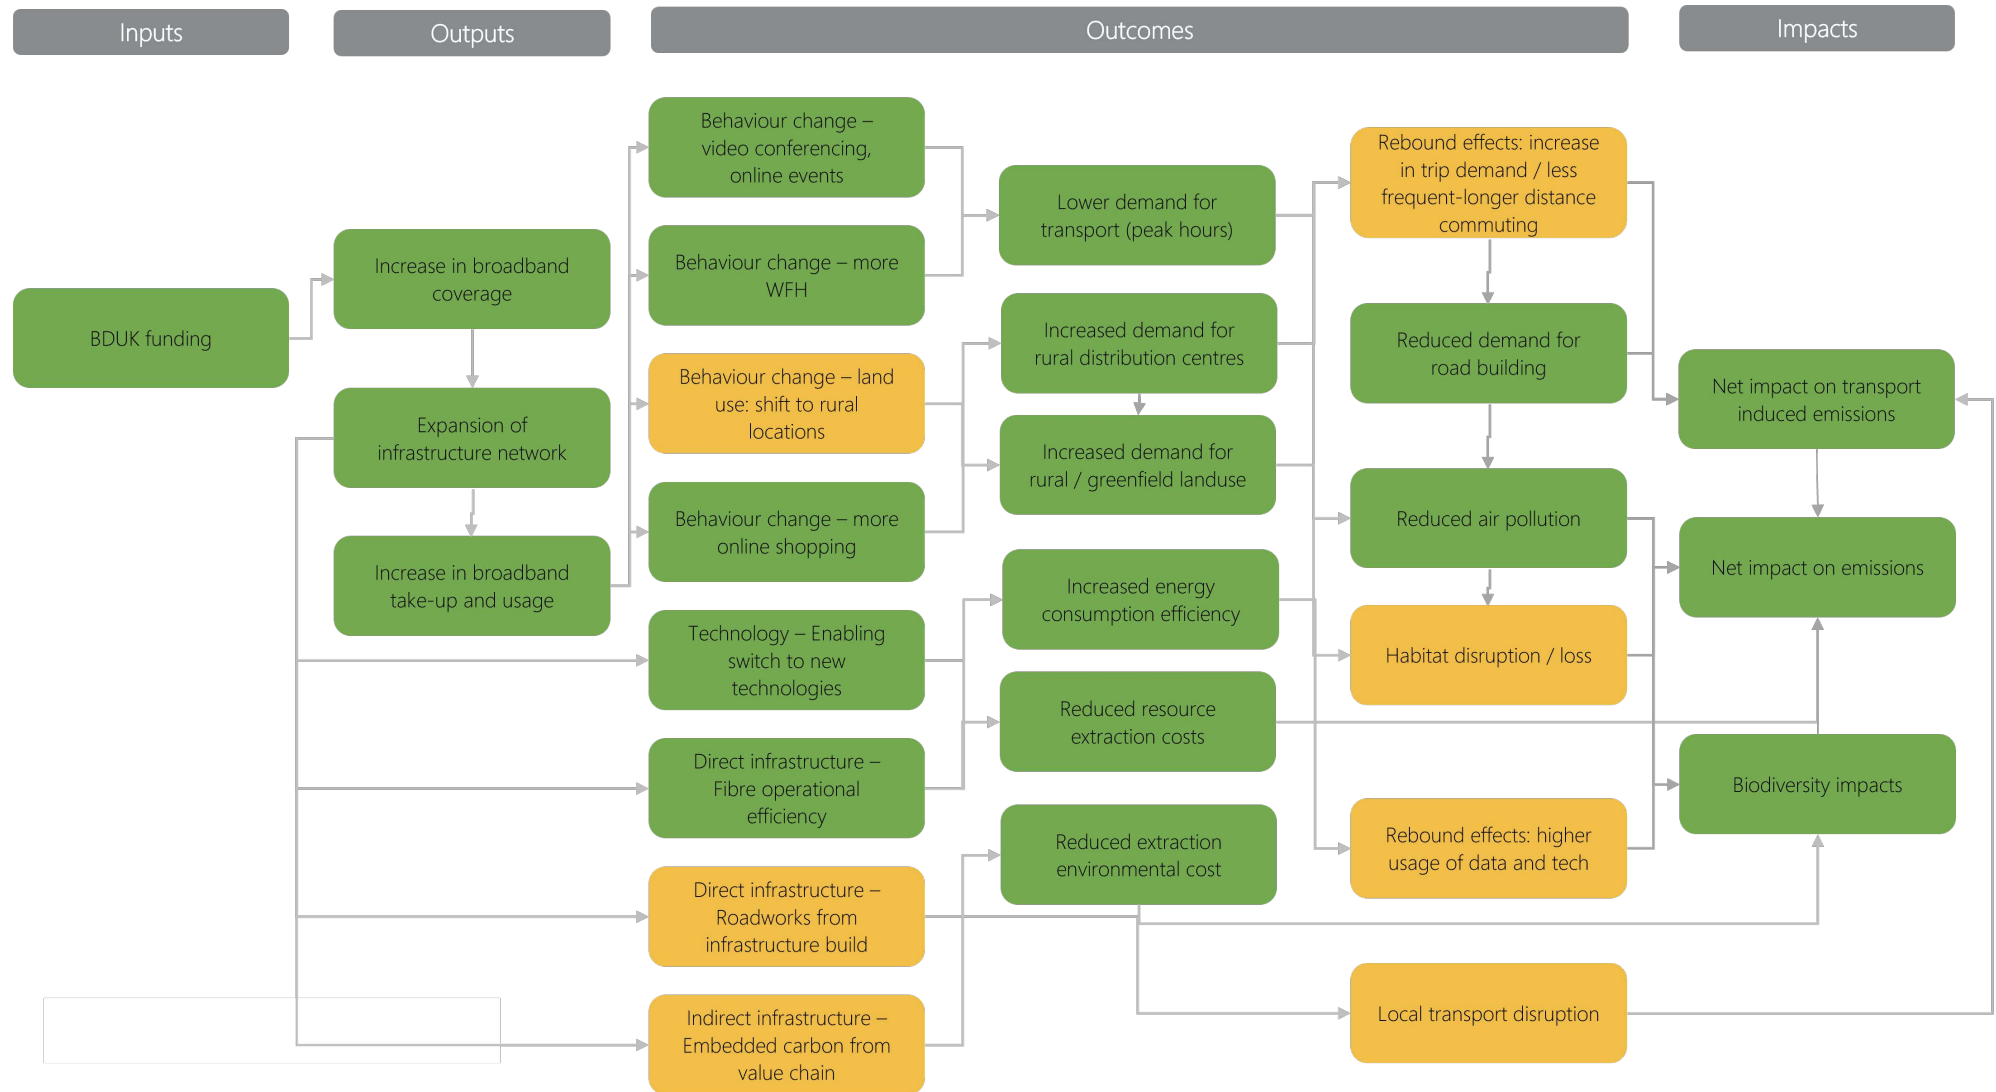 Inputs
Outputs
Outcomes
Impacts
BDUK funding
Increase in broadband
coverage
Expansion of
infrastructure network
Increase in broadband
take-up and usage
Behaviour change –
video conferencing,
online events
Behaviour change – more
WFH
Behaviour change – land
use: shift to rural
locations
Behaviour change – more
online shopping
Technology – Enabling
switch to new
technologies
Direct infrastructure –
Fibre operational
efficiency
Direct infrastructure –
Roadworks from
infrastructure build
Indirect infrastructure –
Embedded carbon from
value chain
Lower demand for
transport (peak hours)
Increased demand for
rural distribution centres
Increased demand for
rural / greenfield landuse
Increased energy
consumption efficiency
Reduced resource
extraction costs
Reduced extraction
environmental cost
Rebound effects: increase
in trip demand / less
frequent-longer distance
commuting
Reduced demand for
road building
Reduced air pollution
Habitat disruption / loss
Rebound effects: higher
usage of data and tech
Local transport disruption
Net impact on transport
induced emissions
Net impact on emissions
Biodiversity impacts